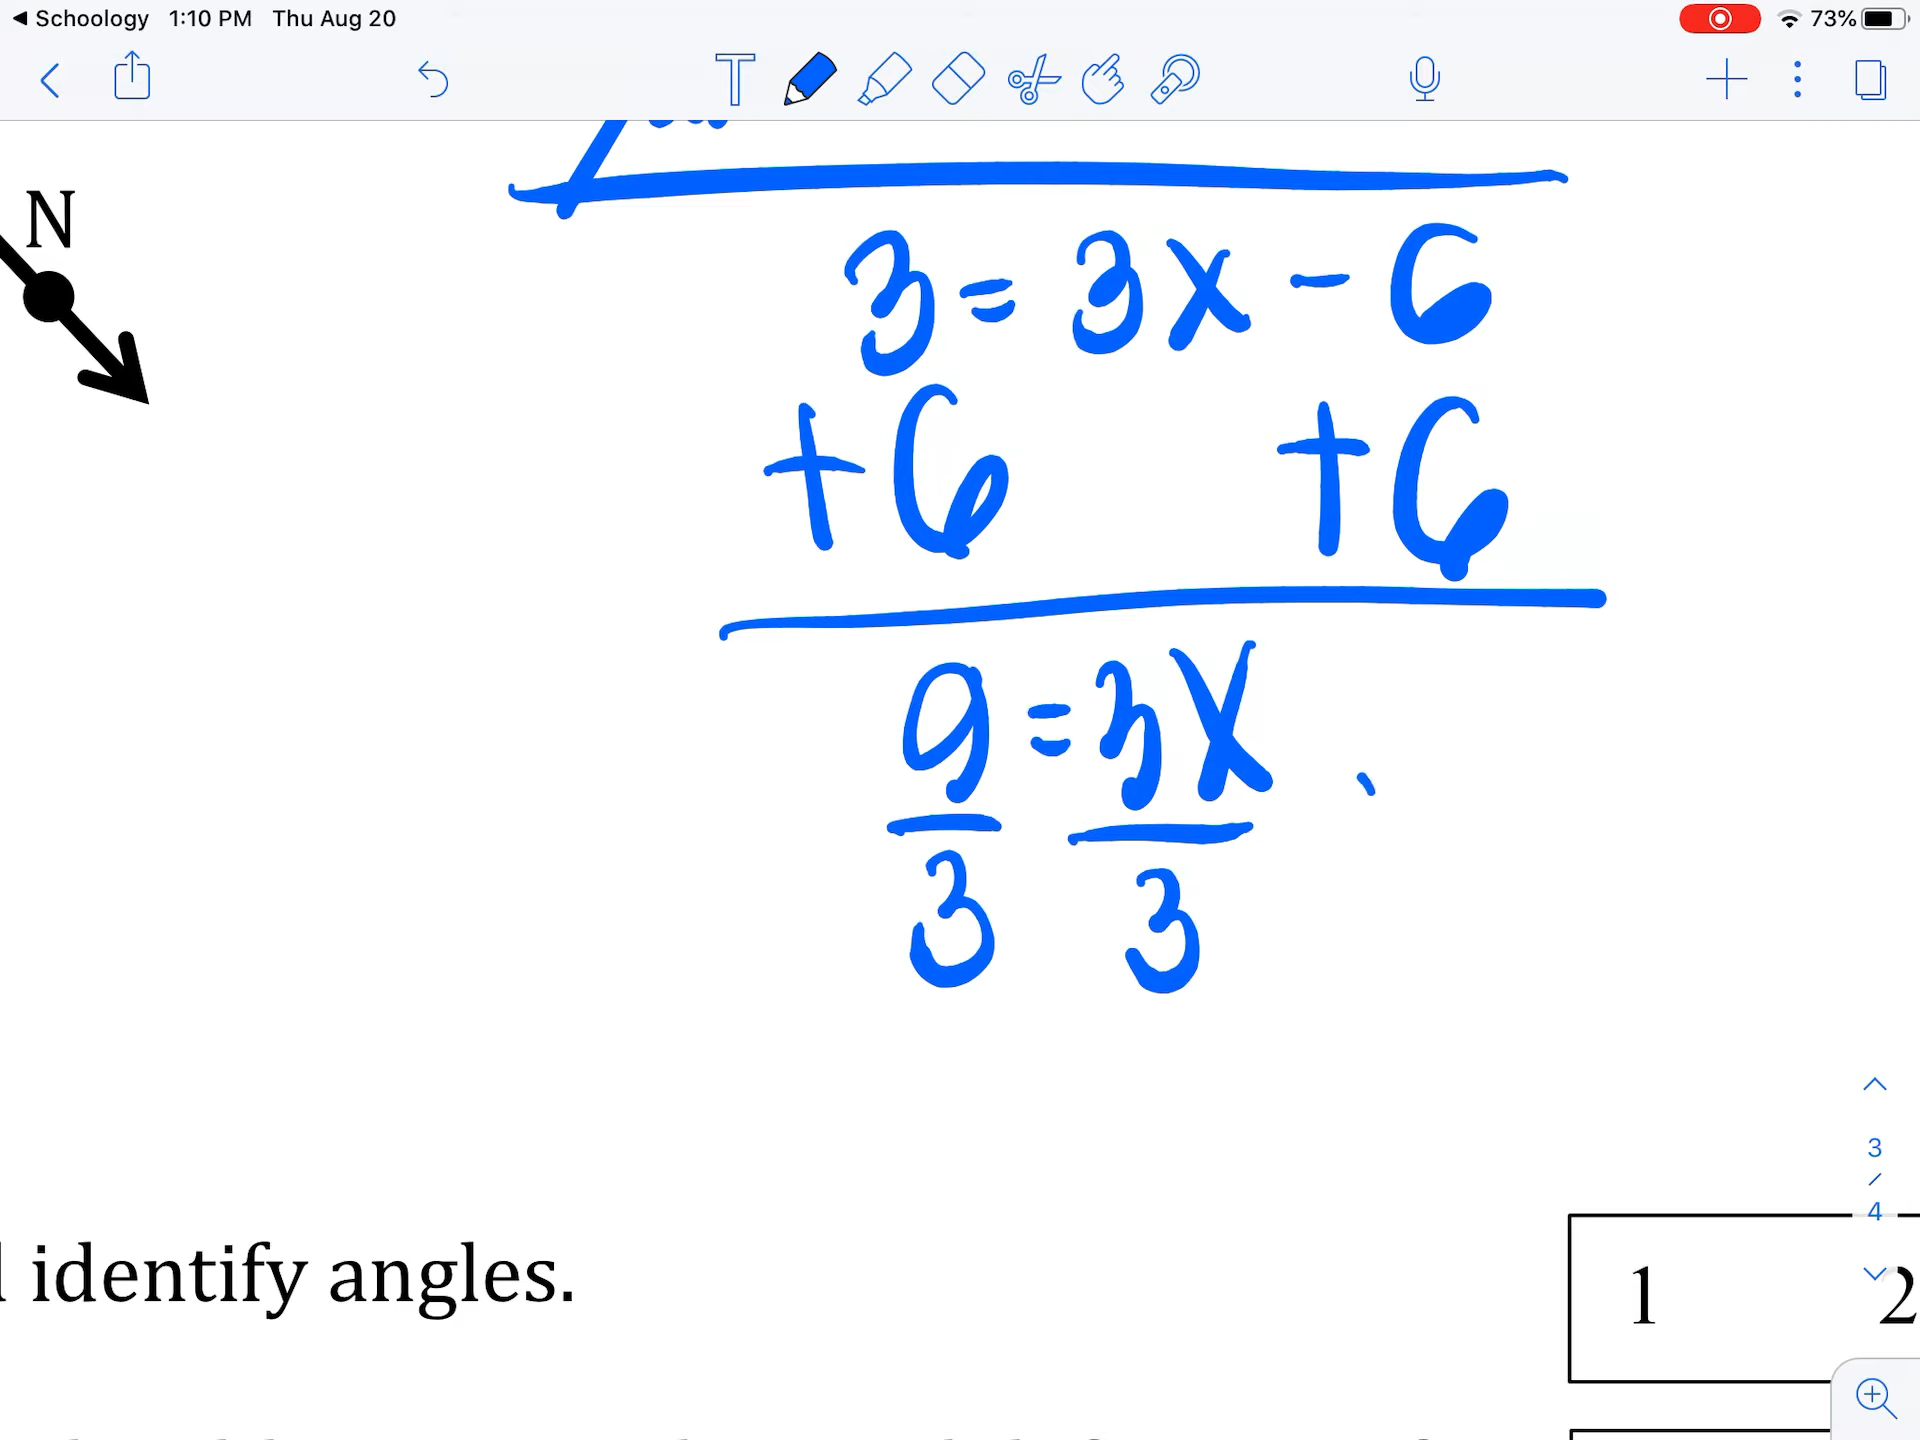 Schoology 1:10 PM Thu Aug 20 73%
T
N
3 = 3x - 6
+6 +6
9 = 3x
3 3
3
/
4
identify angles.
1 2